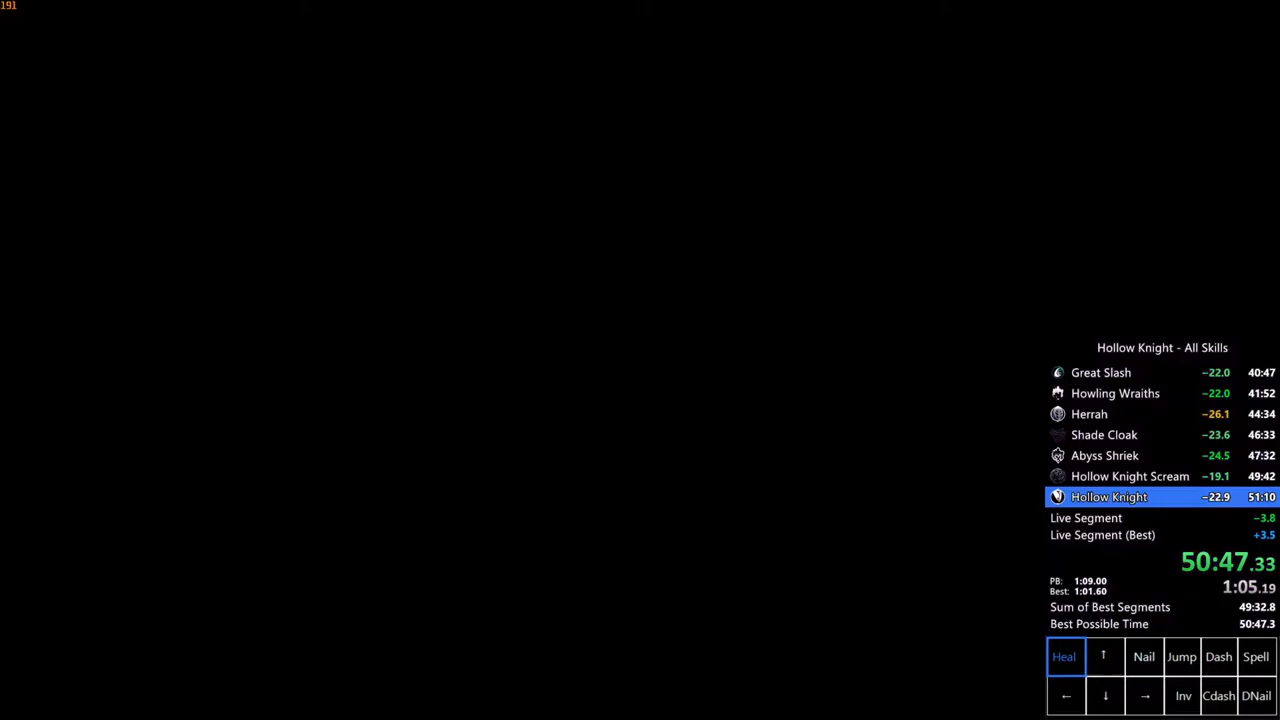 191
Hollow Knight - All Skills
Great Slash −22.0 40:47
Howling Wraiths −22.0 41:52
Herrah −26.1 44:34
Shade Cloak −23.6 46:33
Abyss Shriek −24.5 47:32
Hollow Knight Scream −19.1 49:42
Hollow Knight −22.9 51:10
Live Segment −3.8
Live Segment (Best) +3.5
50:47.33
PB: 1:09.00
Best: 1:01.60
1:05.19
Sum of Best Segments 49:32.8
Best Possible Time 50:47.3
Heal ↑ Nail Jump Dash Spell
← ↓ → Inv Cdash DNail